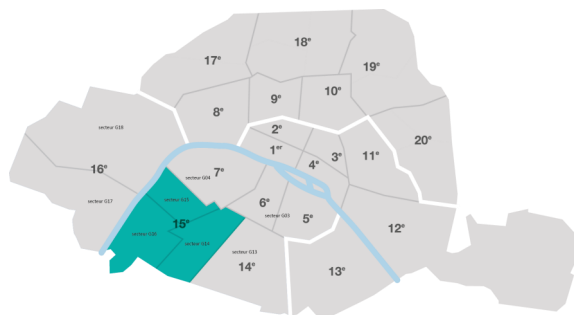 18e
17e
19e
10e
9e
8e
2e
secteur G18
1er
3e
11e
20e
4e
16e
7e
secteur G04
secteur G17
6e
secteur G03
5e
15e
12e
secteur G13
14e
13e